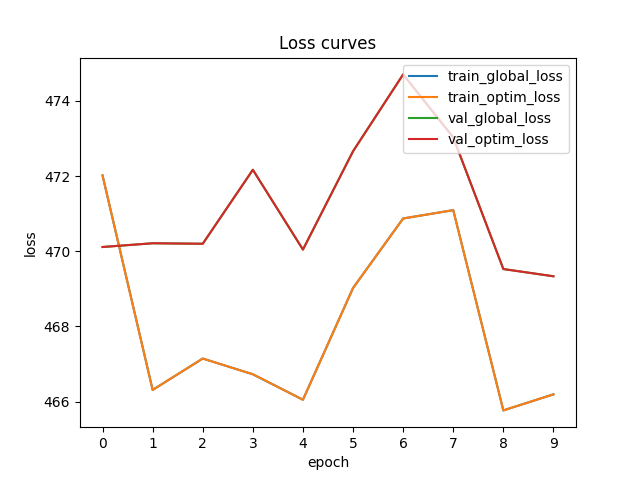 Loss curves
train_global_loss
train_optim_loss
val_global_loss
val_optim_loss
474
472
470
468
466
loss
0 1 2 3 4 5 6 7 8 9
epoch